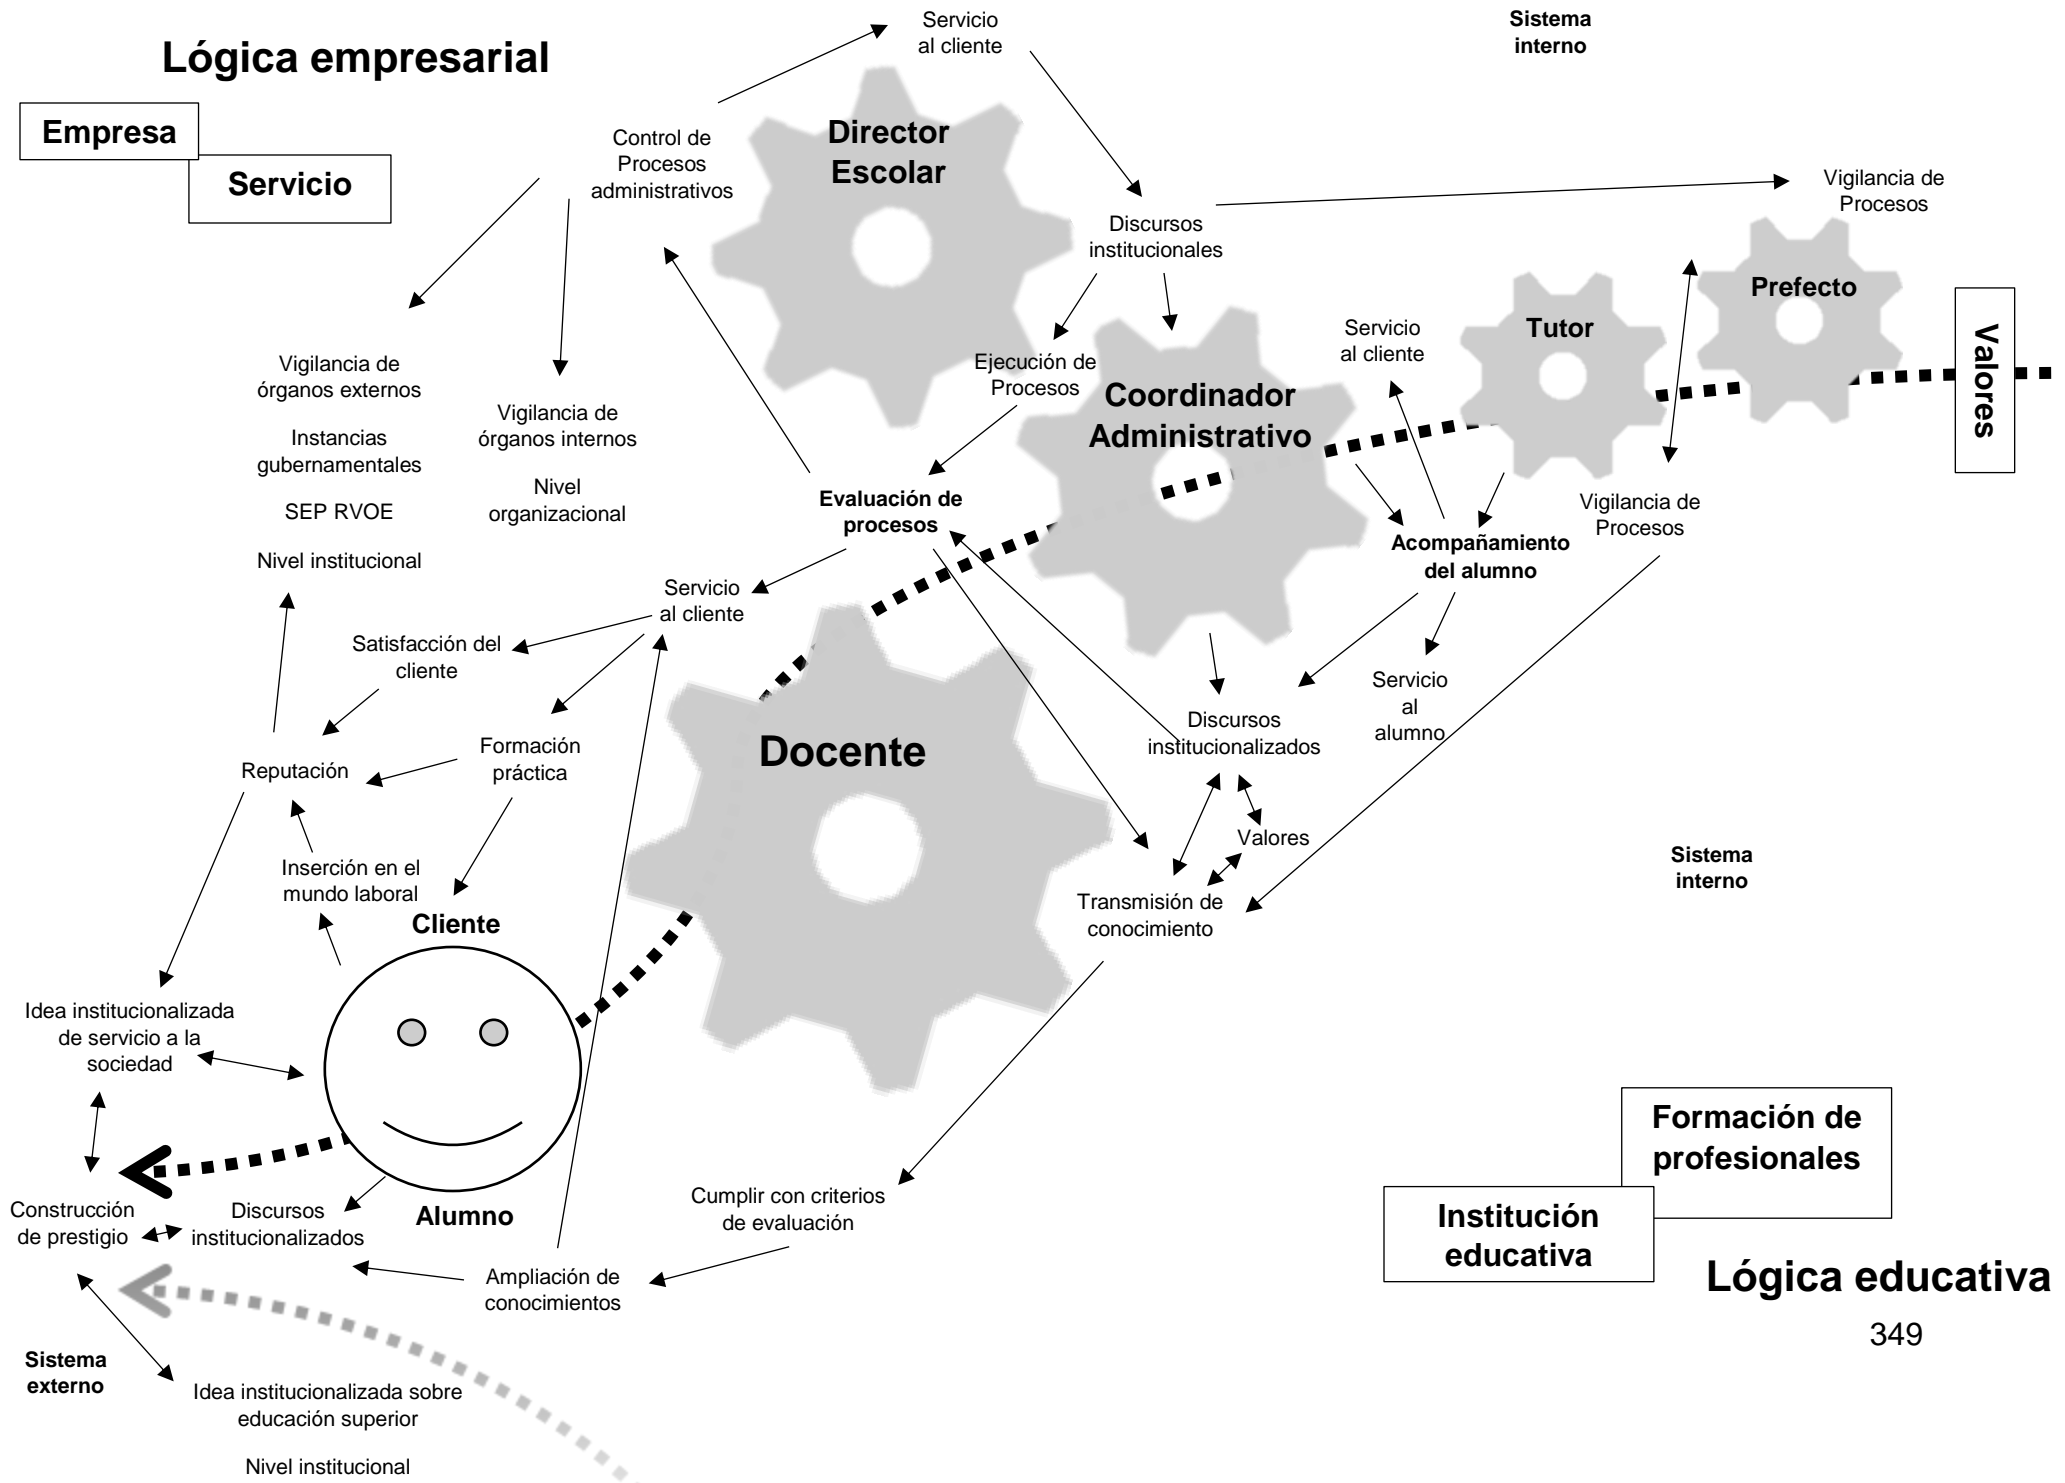 Servicio
al cliente
Sistema
interno
Lógica empresarial
Empresa
Servicio
Control de
Procesos
administrativos
Director
Escolar
Vigilancia de
Procesos
Discursos
institucionales
Prefecto
Tutor
Servicio
al cliente
Valores
Vigilancia de
órganos externos
Instancias
gubernamentales
SEP RVOE
Nivel institucional
Vigilancia de
órganos internos
Nivel
organizacional
Ejecución de
Procesos
Coordinador
Administrativo
Evaluación de
procesos
Vigilancia de
Procesos
Acompañamiento
del alumno
Servicio
al cliente
Satisfacción del
cliente
Servicio
al
alumno
Discursos
institucionalizados
Formación
práctica
Docente
Reputación
Valores
Inserción en el
mundo laboral
Sistema
interno
Transmisión de
conocimiento
Cliente
Idea institucionalizada
de servicio a la
sociedad
Formación de
profesionales
Construcción
de prestigio
Discursos
institucionalizados
Alumno
Cumplir con criterios
de evaluación
Institución
educativa
Ampliación de
conocimientos
Lógica educativa
349
Sistema
externo
Idea institucionalizada sobre
educación superior
Nivel institucional